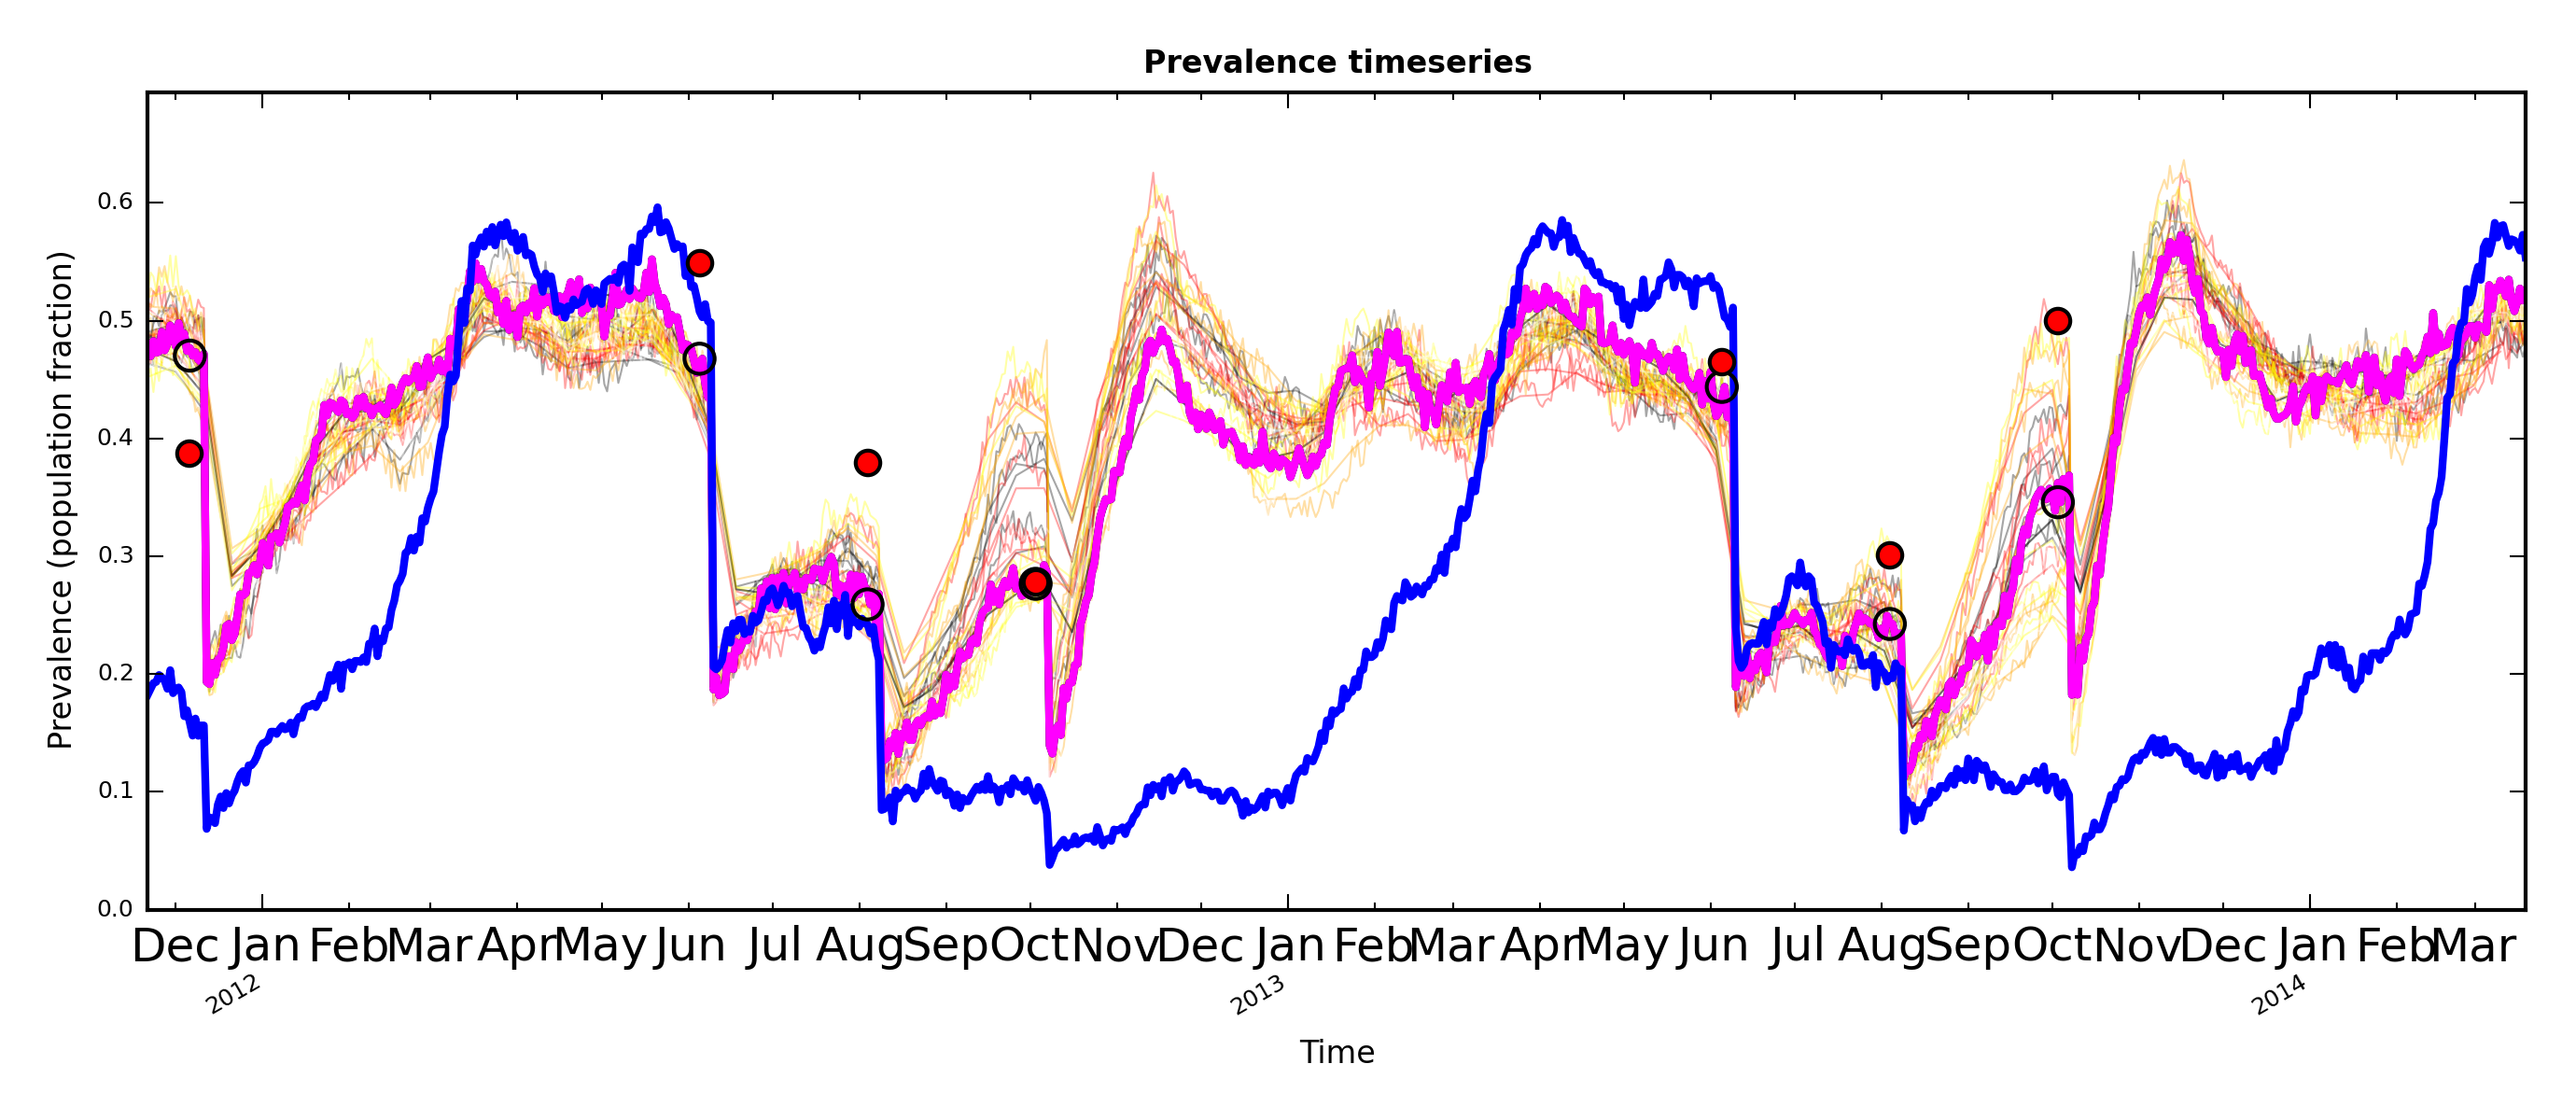 Prevalence timeseries
Prevalence (population fraction)
0.6
0.5
0.4
0.3
0.2
0.1
0.0
Dec Jan Feb Mar Apr May Jun Jul Aug Sep Oct Nov Dec Jan Feb Mar Apr May Jun Jul Aug Sep Oct Nov Dec Jan Feb Mar
2012 2013 2014
Time